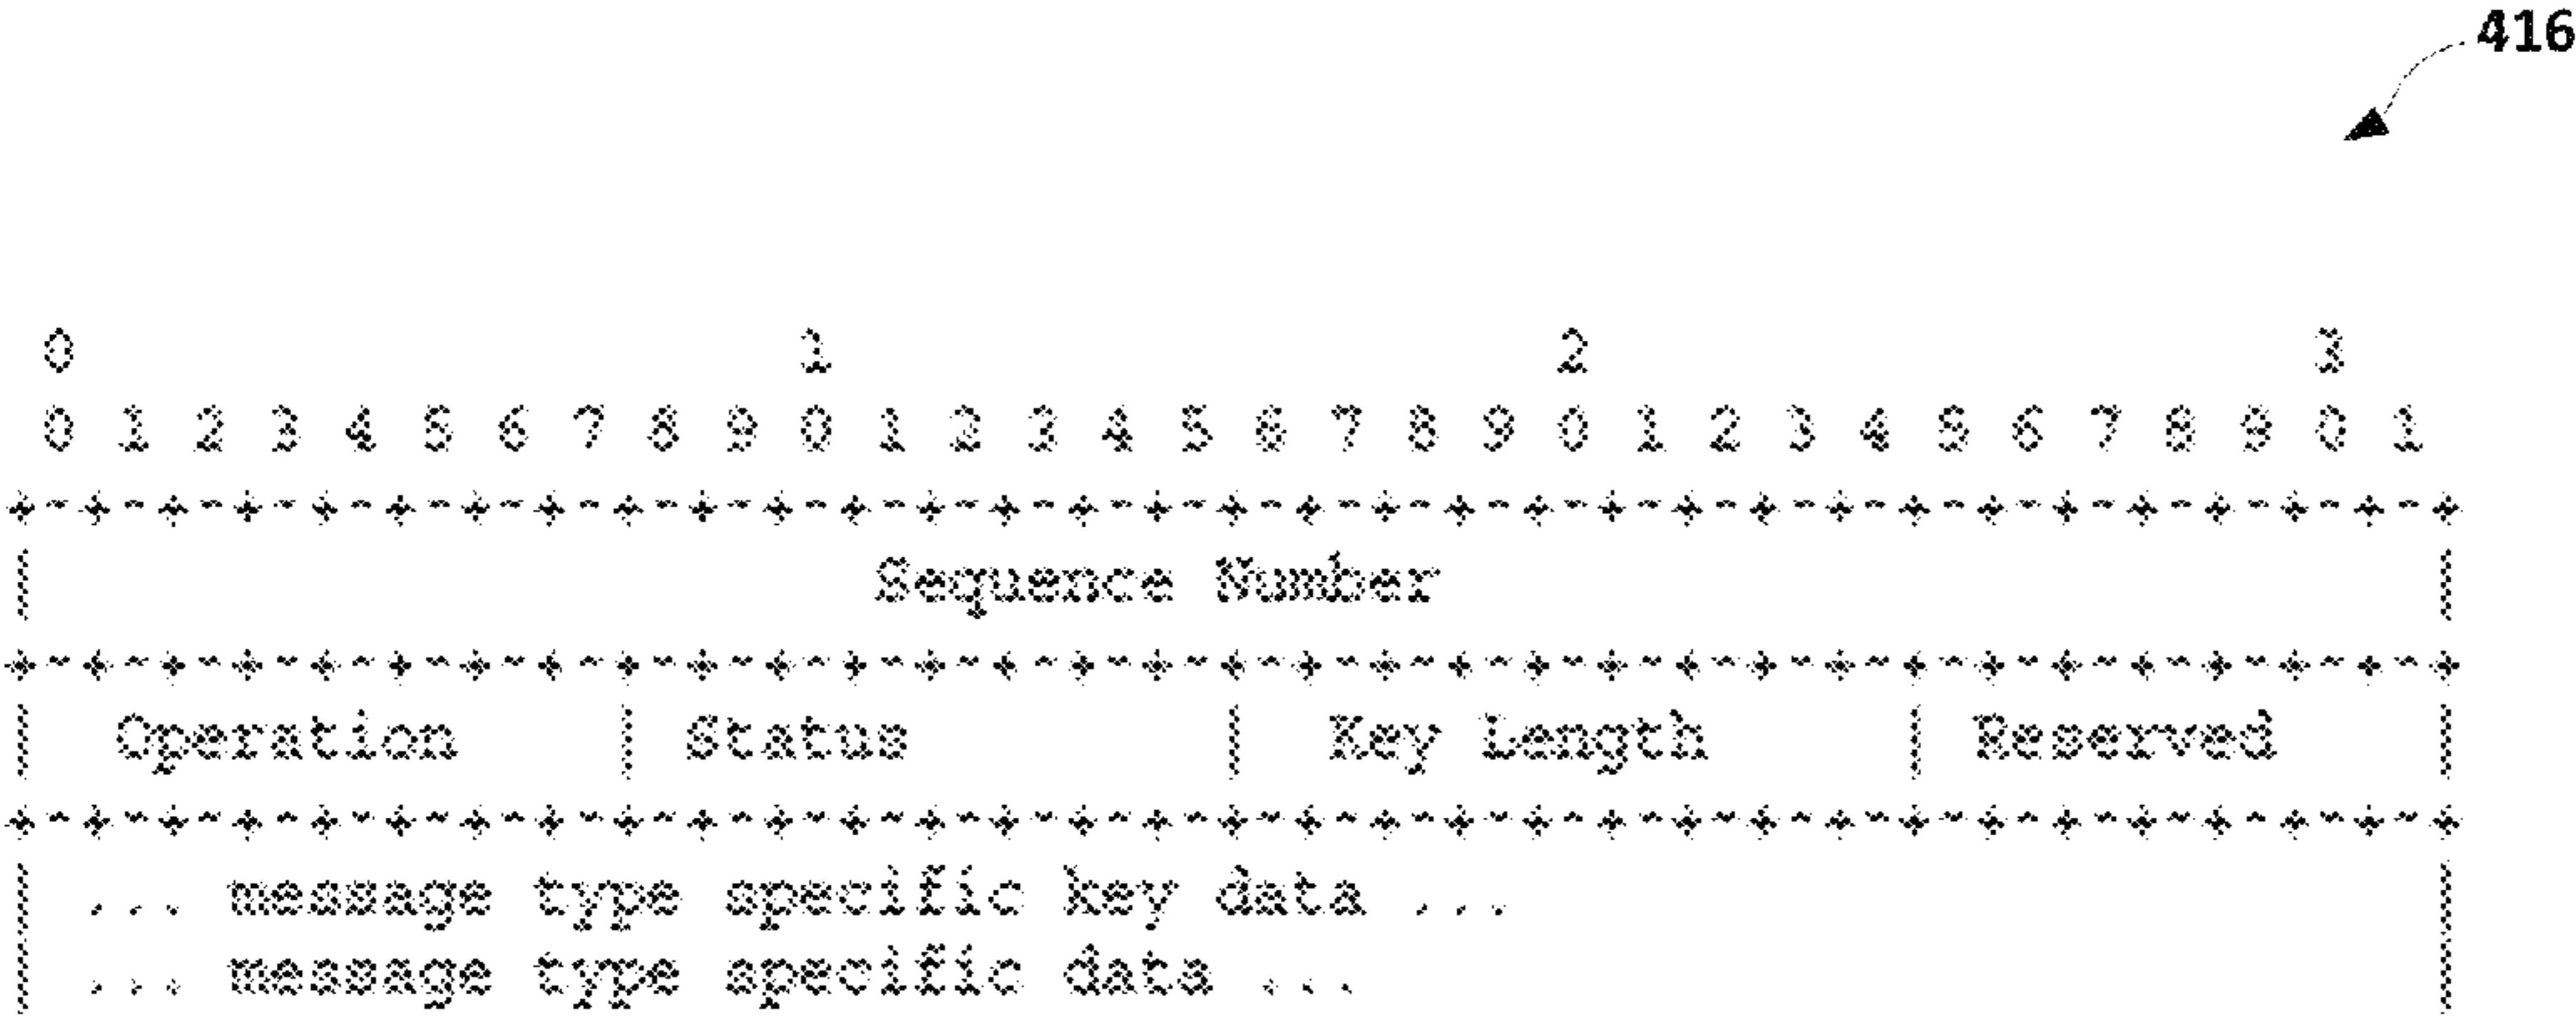 416
0                   1                   2                   3
0 1 2 3 4 5 6 7 8 9 0 1 2 3 4 5 6 7 8 9 0 1 2 3 4 5 6 7 8 9 0 1
+-+-+-+-+-+-+-+-+-+-+-+-+-+-+-+-+-+-+-+-+-+-+-+-+-+-+-+-+-+-+-+-+
| Sequence Number |
+-+-+-+-+-+-+-+-+-+-+-+-+-+-+-+-+-+-+-+-+-+-+-+-+-+-+-+-+-+-+-+-+
| Operation | Status | Key Length | Reserved |
+-+-+-+-+-+-+-+-+-+-+-+-+-+-+-+-+-+-+-+-+-+-+-+-+-+-+-+-+-+-+-+-+
| ... message type specific key data ... |
| ... message type specific data ... |